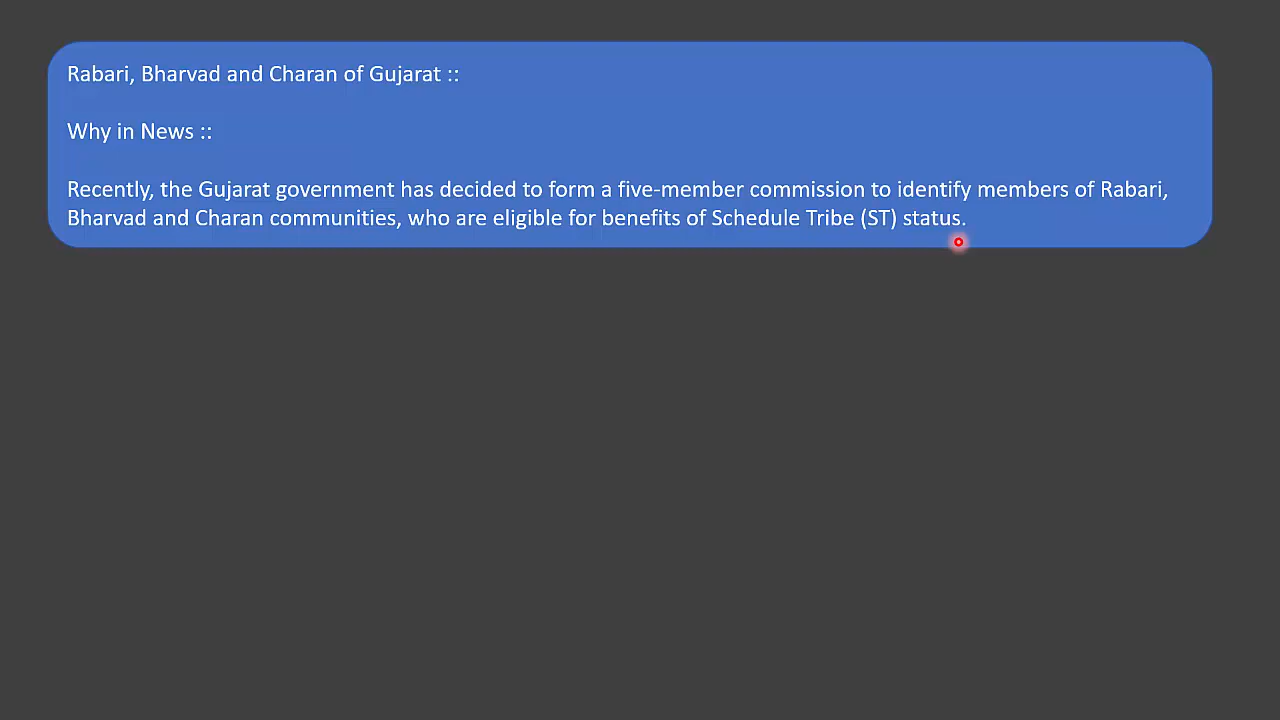 Rabari, Bharvad and Charan of Gujarat ::
Why in News ::
Recently, the Gujarat government has decided to form a five-member commission to identify members of Rabari,
Bharvad and Charan communities, who are eligible for benefits of Schedule Tribe (ST) status.